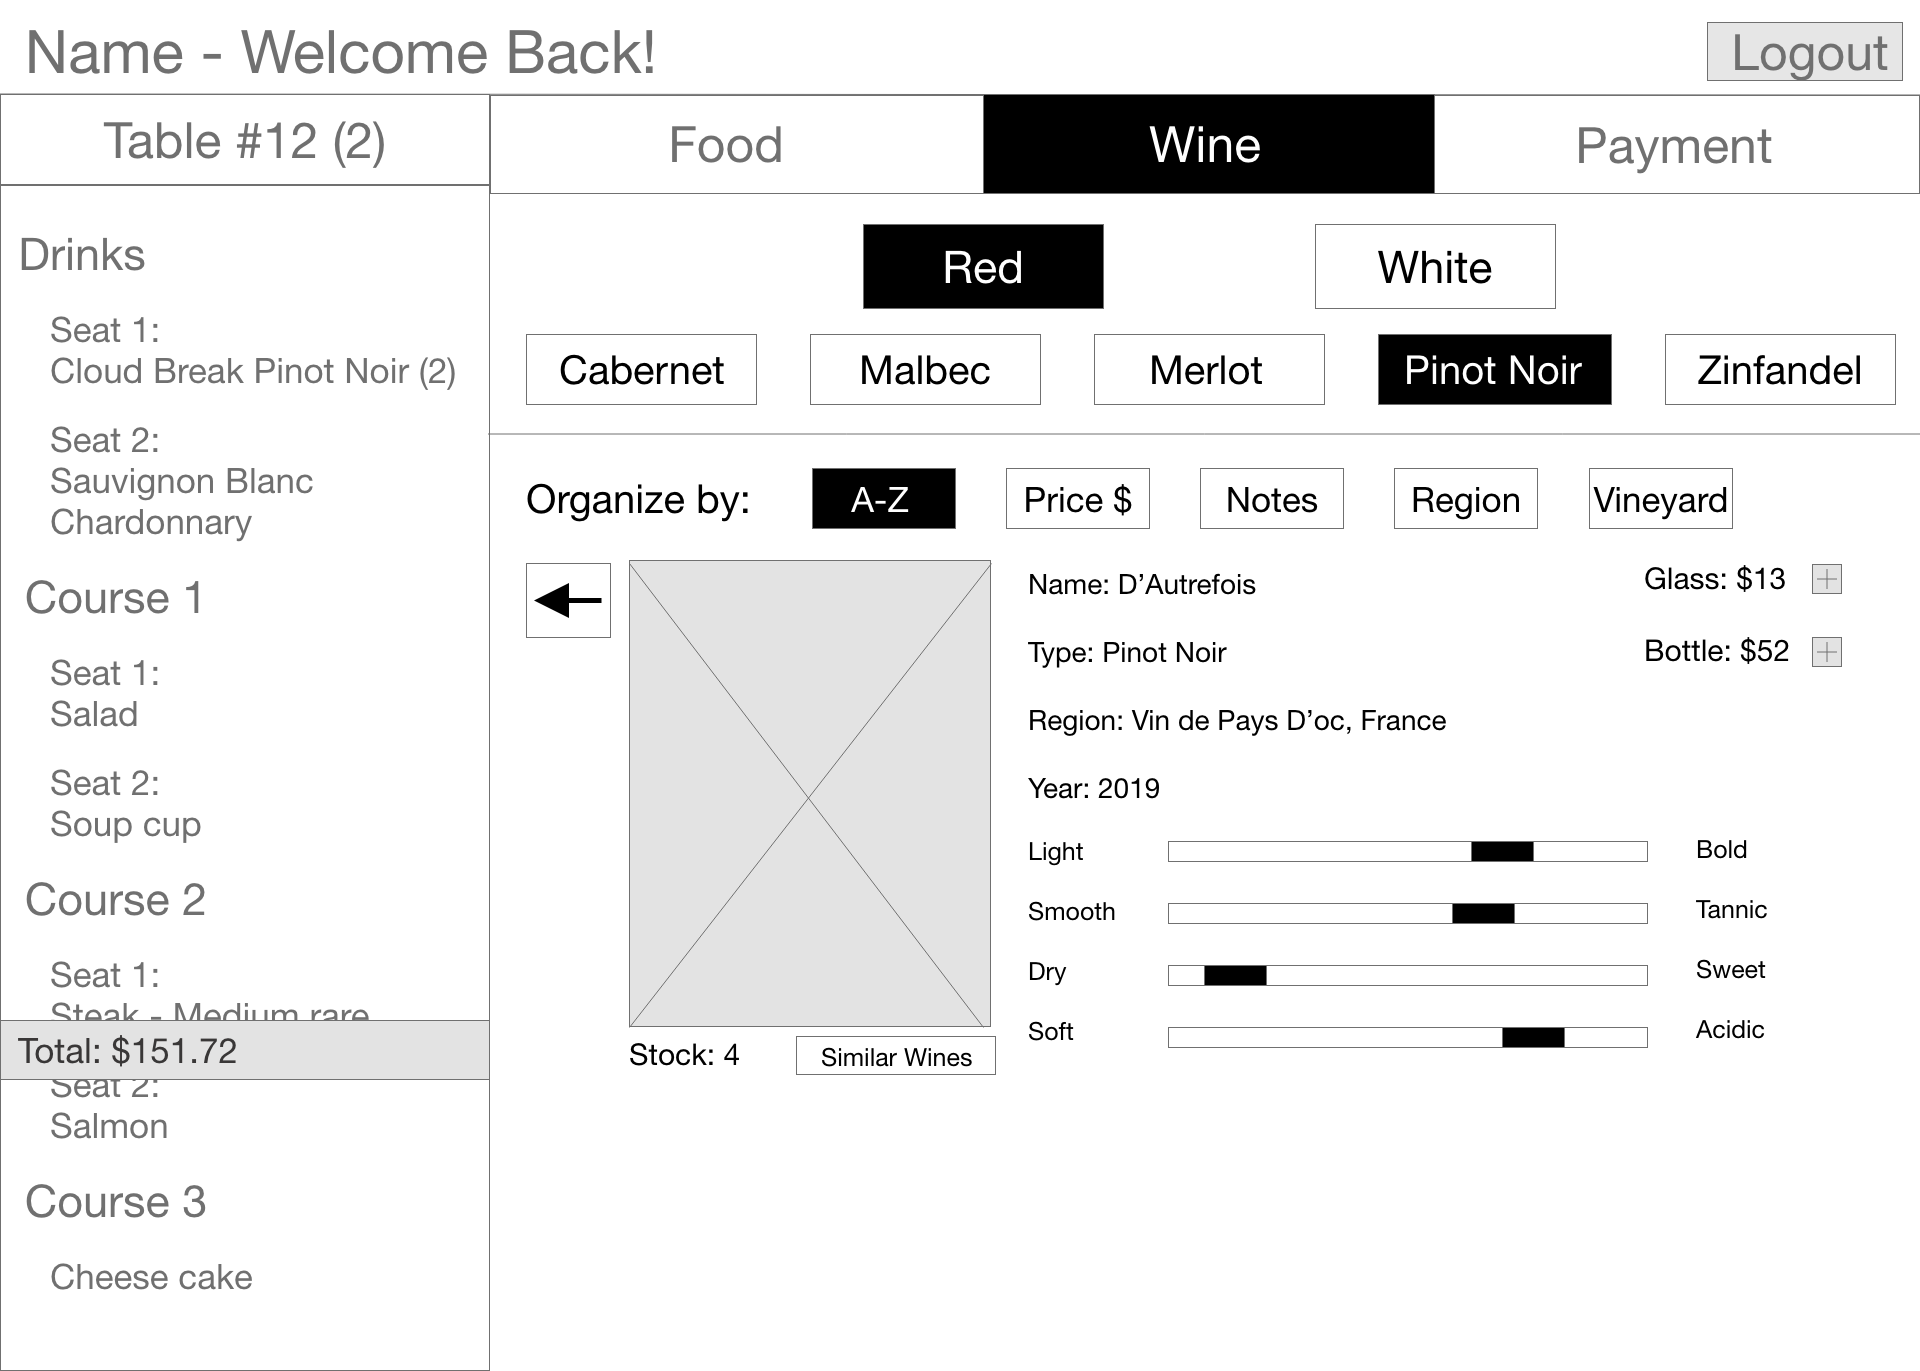 Name - Welcome Back!
Logout
Table #12 (2)
Food
Wine
Payment
Drinks
Seat 1:
Cloud Break Pinot Noir (2)
Seat 2:
Sauvignon Blanc
Chardonnary
Course 1
Seat 1:
Salad
Seat 2:
Soup cup
Course 2
Seat 1:
Steak - Medium rare
Total: $151.72
Seat 2:
Salmon
Course 3
Cheese cake
Red
White
Cabernet
Malbec
Merlot
Pinot Noir
Zinfandel
Organize by:
A-Z
Price $
Notes
Region
Vineyard
Name: D’Autrefois
Type: Pinot Noir
Region: Vin de Pays D’oc, France
Year: 2019
Glass: $13 +
Bottle: $52 +
Light
Bold
Smooth
Tannic
Dry
Sweet
Soft
Acidic
Stock: 4
Similar Wines